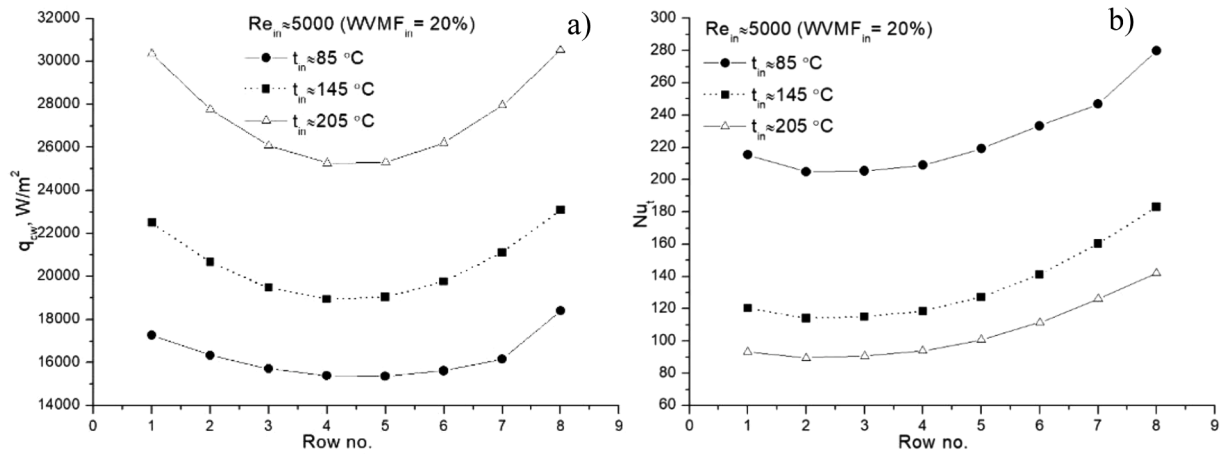 a)
Re_in≈5000 (WVMF_in= 20%)
t_in≈85 °C
t_in≈145 °C
t_in≈205 °C
32000
30000
28000
26000
24000
22000
20000
18000
16000
14000
q_cw, W/m²
0 1 2 3 4 5 6 7 8 9
Row no.
b)
Re_in≈5000 (WVMF_in= 20%)
t_in≈85 °C
t_in≈145 °C
t_in≈205 °C
300
280
260
240
220
200
180
160
140
120
100
80
60
Nu_t
0 1 2 3 4 5 6 7 8 9
Row no.